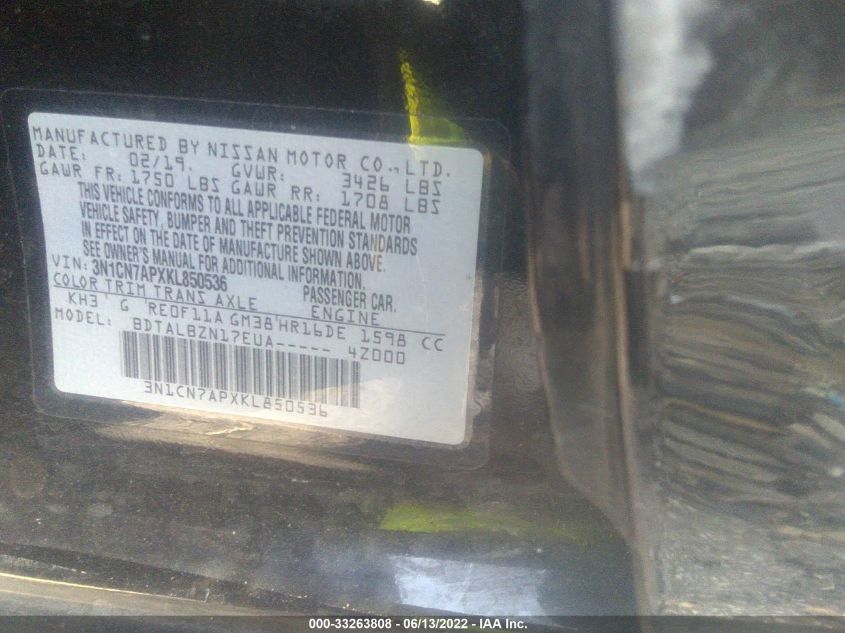 MANUFACTURED BY NISSAN MOTOR CO.,LTD.
DATE: 02/19. GVWR: 3426 LBS
GAWR FR: 1750 LBS GAWR RR: 1708 LBS
THIS VEHICLE CONFORMS TO ALL APPLICABLE FEDERAL MOTOR
VEHICLE SAFETY, BUMPER AND THEFT PREVENTION STANDARDS
IN EFFECT ON THE DATE OF MANUFACTURE SHOWN ABOVE.
SEE OWNER'S MANUAL FOR ADDITIONAL INFORMATION.
VIN: 3N1CN7APXKL850536 PASSENGER CAR.
COLOR TRIM TRANS AXLE ENGINE
KH3 G RE0F11A GM38 HR16DE 1598 CC
MODEL: BDTALBZN17EUA----- 4Z000
3N1CN7APXKL850536
000-33263808 - 06/13/2022 - IAA Inc.